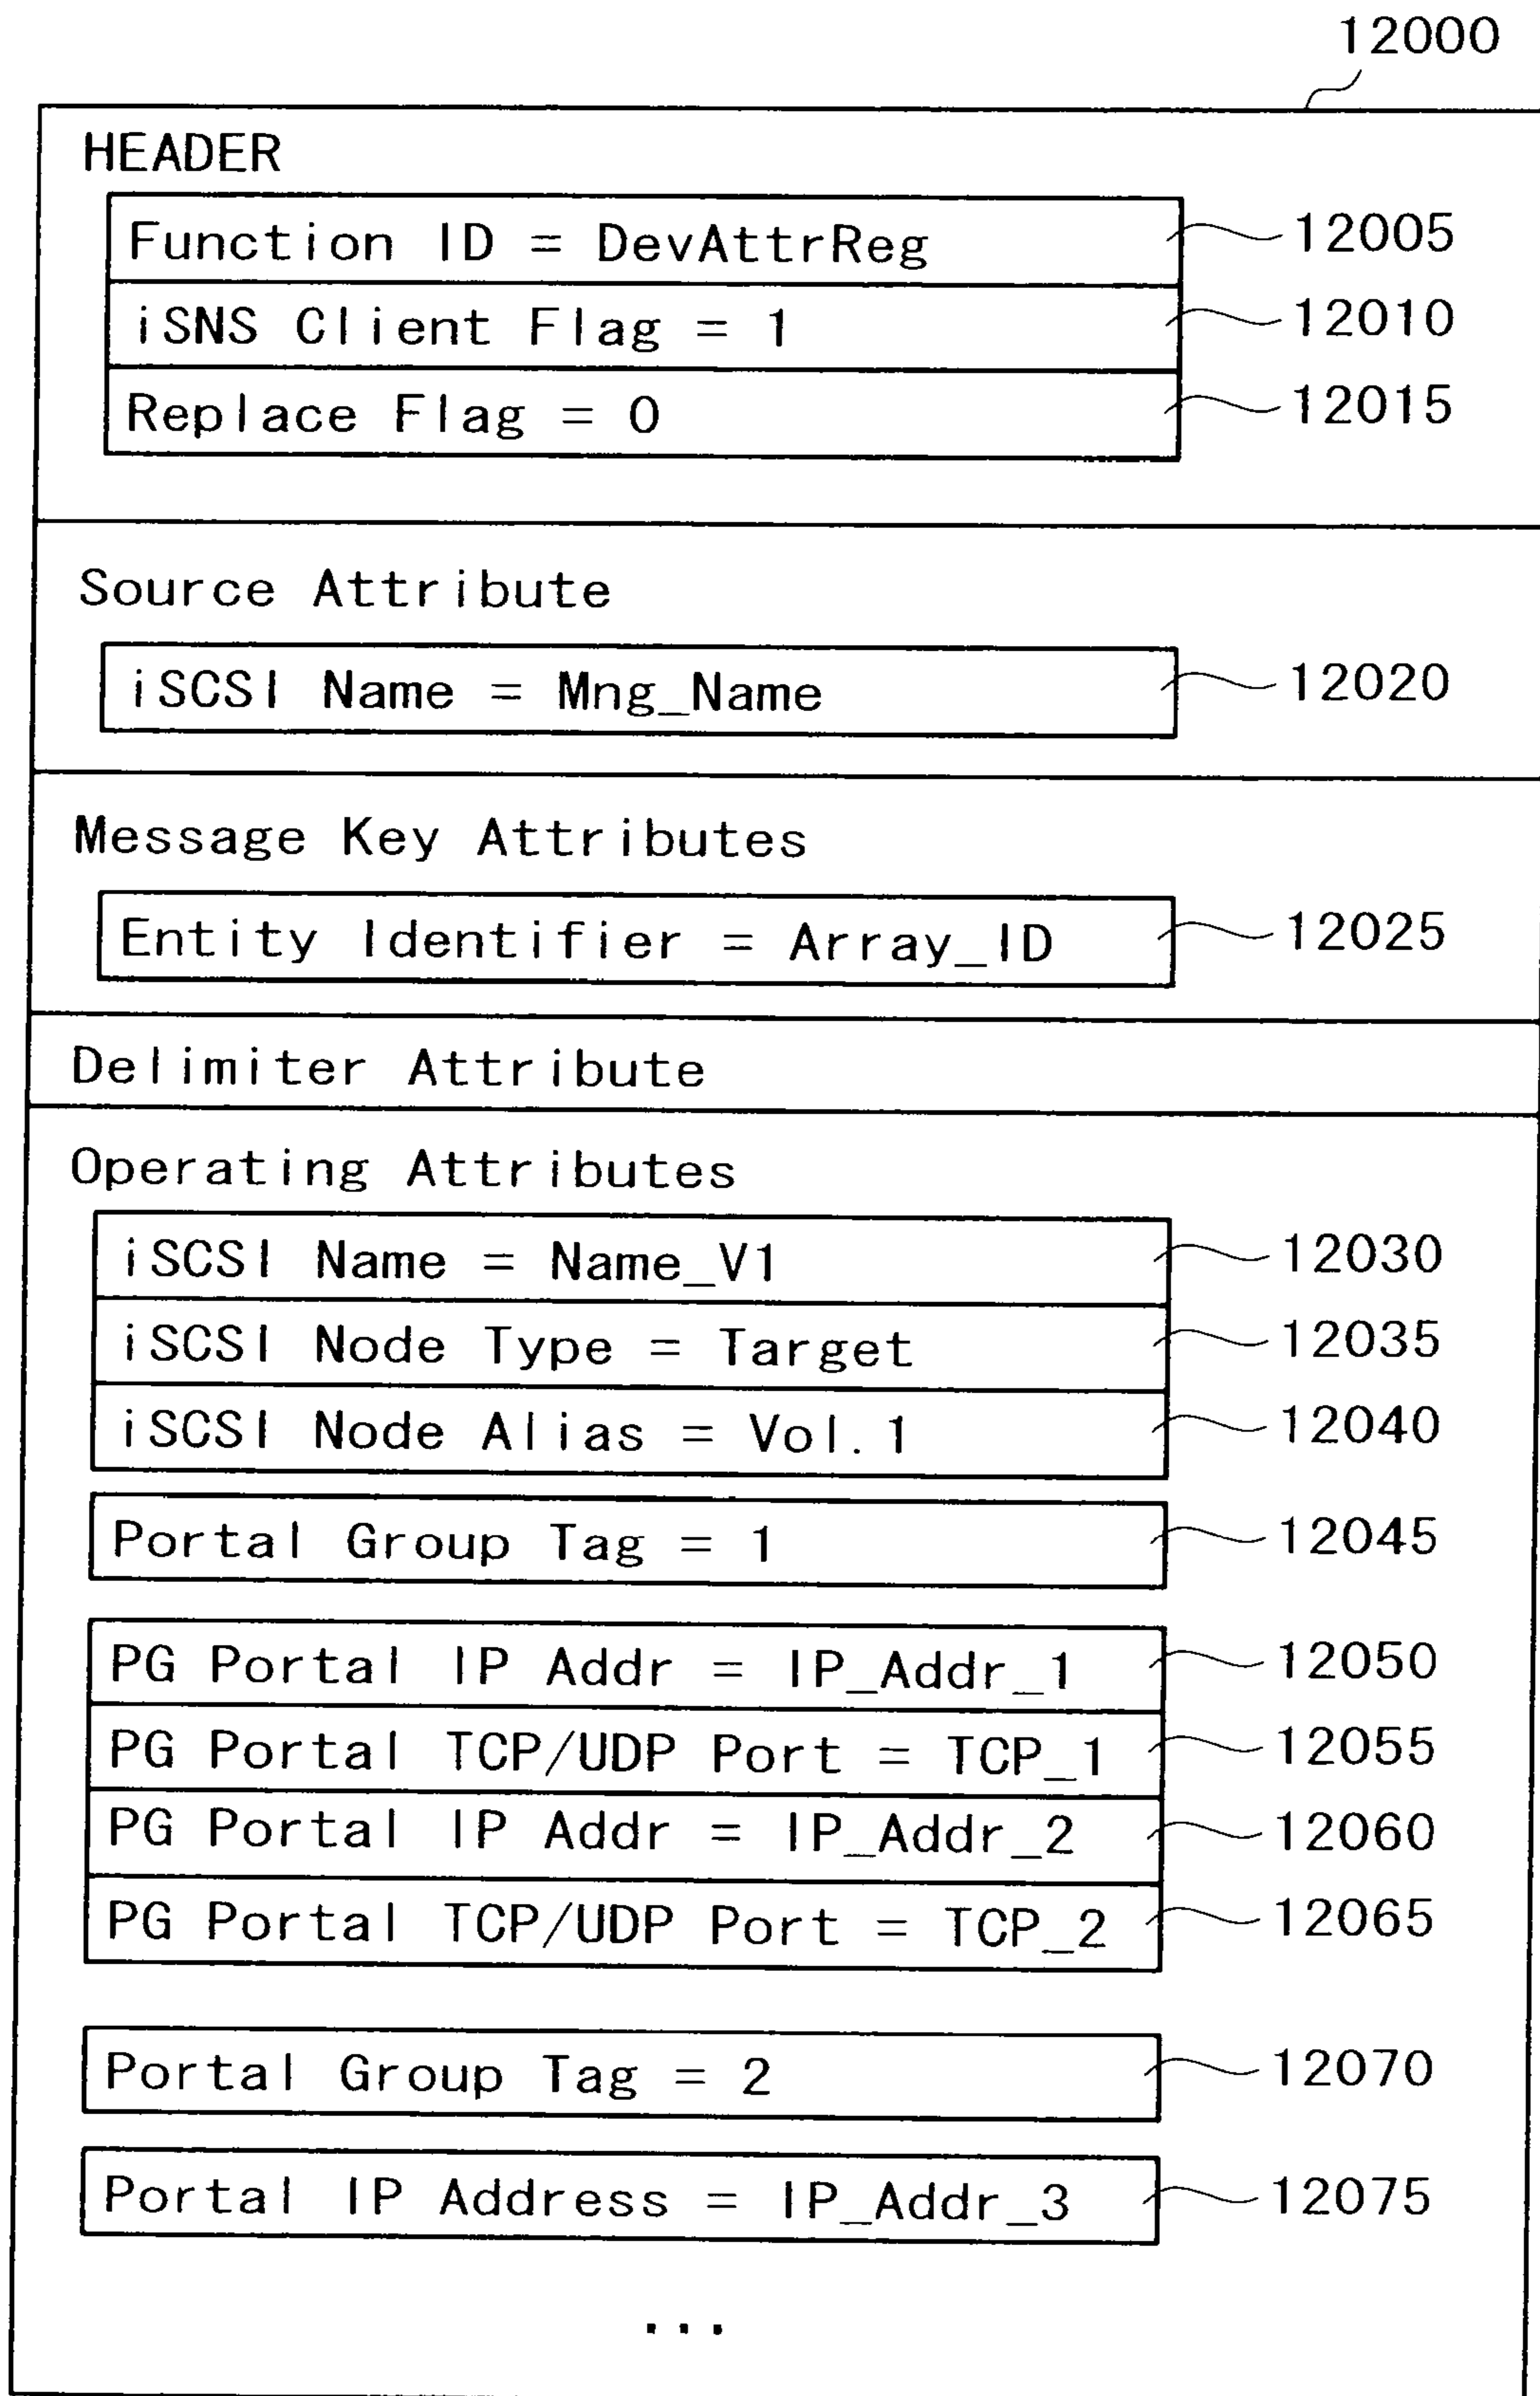 12000
HEADER
Function ID = DevAttrReg 12005
iSNS Client Flag = 1 12010
Replace Flag = 0 12015
Source Attribute
iSCSI Name = Mng_Name 12020
Message Key Attributes
Entity Identifier = Array_ID 12025
Delimiter Attribute
Operating Attributes
iSCSI Name = Name_V1 12030
iSCSI Node Type = Target 12035
iSCSI Node Alias = Vol.1 12040
Portal Group Tag = 1 12045
PG Portal IP Addr = IP_Addr_1 12050
PG Portal TCP/UDP Port = TCP_1 12055
PG Portal IP Addr = IP_Addr_2 12060
PG Portal TCP/UDP Port = TCP_2 12065
Portal Group Tag = 2 12070
Portal IP Address = IP_Addr_3 12075
...